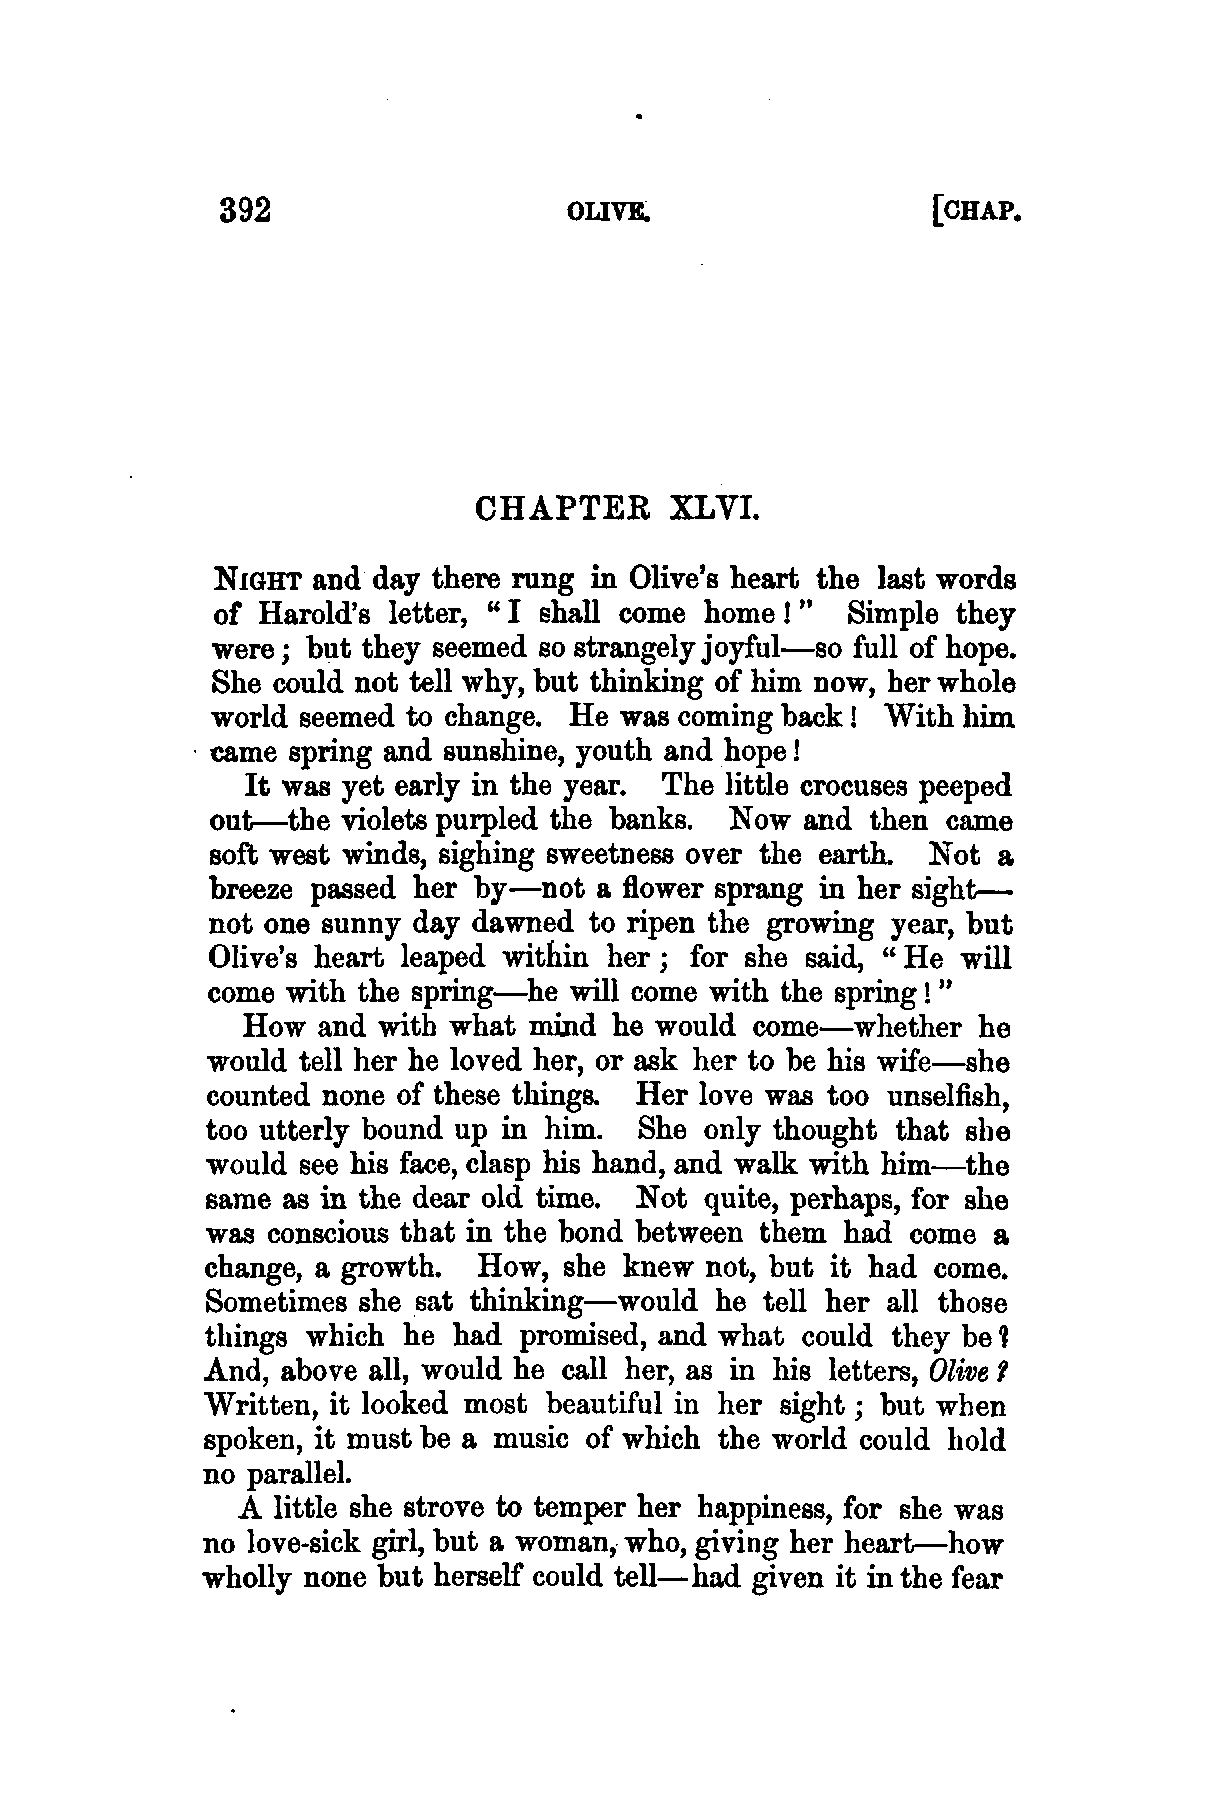 392 OLIVE. [CHAP.
CHAPTER XLVI.
NIGHT and day there rung in Olive's heart the last words
of Harold's letter, "I shall come home!" Simple they
were; but they seemed so strangely joyful—so full of hope.
She could not tell why, but thinking of him now, her whole
world seemed to change. He was coming back! With him
came spring and sunshine, youth and hope!
It was yet early in the year. The little crocuses peeped
out—the violets purpled the banks. Now and then came
soft west winds, sighing sweetness over the earth. Not a
breeze passed her by—not a flower sprang in her sight—
not one sunny day dawned to ripen the growing year, but
Olive's heart leaped within her; for she said, "He will
come with the spring—he will come with the spring!"
How and with what mind he would come—whether he
would tell her he loved her, or ask her to be his wife—she
counted none of these things. Her love was too unselfish,
too utterly bound up in him. She only thought that she
would see his face, clasp his hand, and walk with him—the
same as in the dear old time. Not quite, perhaps, for she
was conscious that in the bond between them had come a
change, a growth. How, she knew not, but it had come.
Sometimes she sat thinking—would he tell her all those
things which he had promised, and what could they be?
And, above all, would he call her, as in his letters, Olive?
Written, it looked most beautiful in her sight; but when
spoken, it must be a music of which the world could hold
no parallel.
A little she strove to temper her happiness, for she was
no love-sick girl, but a woman, who, giving her heart—how
wholly none but herself could tell—had given it in the fear